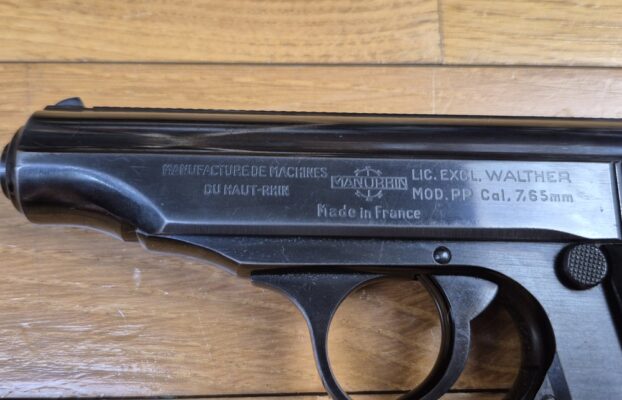 MANUFACTURE DE MACHINES
DU HAUT-RHIN
MANURHIN
LIC. EXCL. WALTHER
MOD. PP Cal. 7,65mm
Made in France